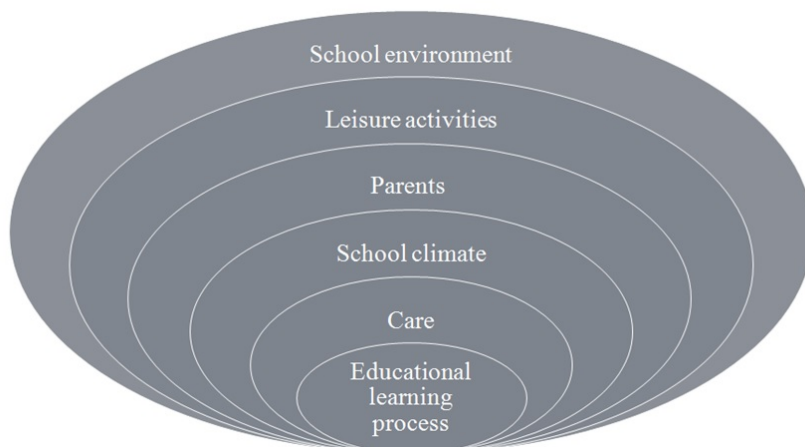 School environment
Leisure activities
Parents
School climate
Care
Educational
learning
process